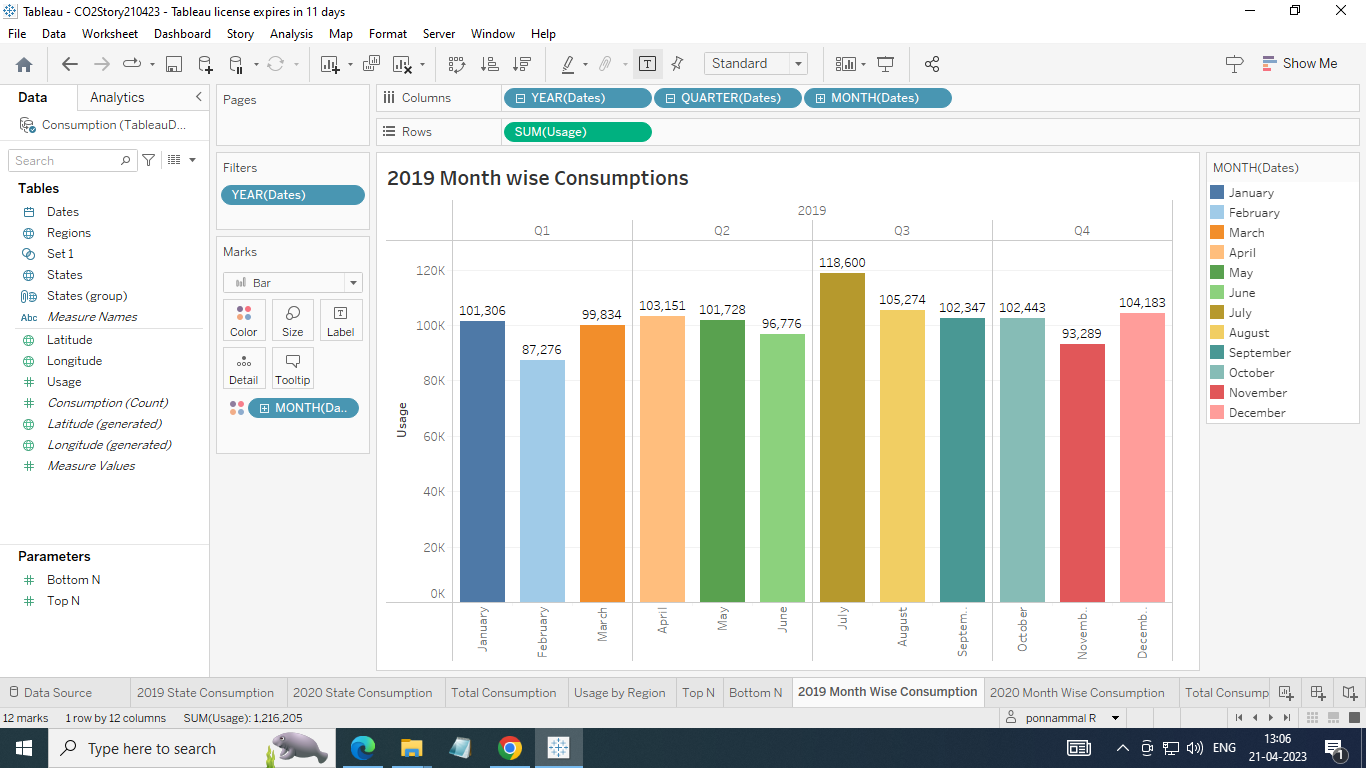 Tableau - CO2Story210423 - Tableau license expires in 11 days
File Data Worksheet Dashboard Story Analysis Map Format Server Window Help
Standard
Show Me
Data Analytics
Consumption (TableauD...
Search
Tables
Dates
Regions
Set 1
States
States (group)
Abc Measure Names
Latitude
Longitude
Usage
Consumption (Count)
Latitude (generated)
Longitude (generated)
Measure Values
Parameters
Bottom N
Top N
Pages
Filters
YEAR(Dates)
Marks
Bar
Color Size Label
Detail Tooltip
MONTH(Da..
Columns YEAR(Dates) QUARTER(Dates) MONTH(Dates)
Rows SUM(Usage)
2019 Month wise Consumptions
2019
Q1 Q2 Q3 Q4
Usage
120K
100K
80K
60K
40K
20K
0K
101,306 87,276 99,834 103,151 101,728 96,776 118,600 105,274 102,347 102,443 93,289 104,183
January February March April May June July August Septem.. October Novemb.. Decemb..
MONTH(Dates)
January
February
March
April
May
June
July
August
September
October
November
December
Data Source 2019 State Consumption 2020 State Consumption Total Consumption Usage by Region Top N Bottom N 2019 Month Wise Consumption 2020 Month Wise Consumption Total Consump
12 marks 1 row by 12 columns SUM(Usage): 1,216,205 ponnammal R
Type here to search
ENG
13:06
21-04-2023
1